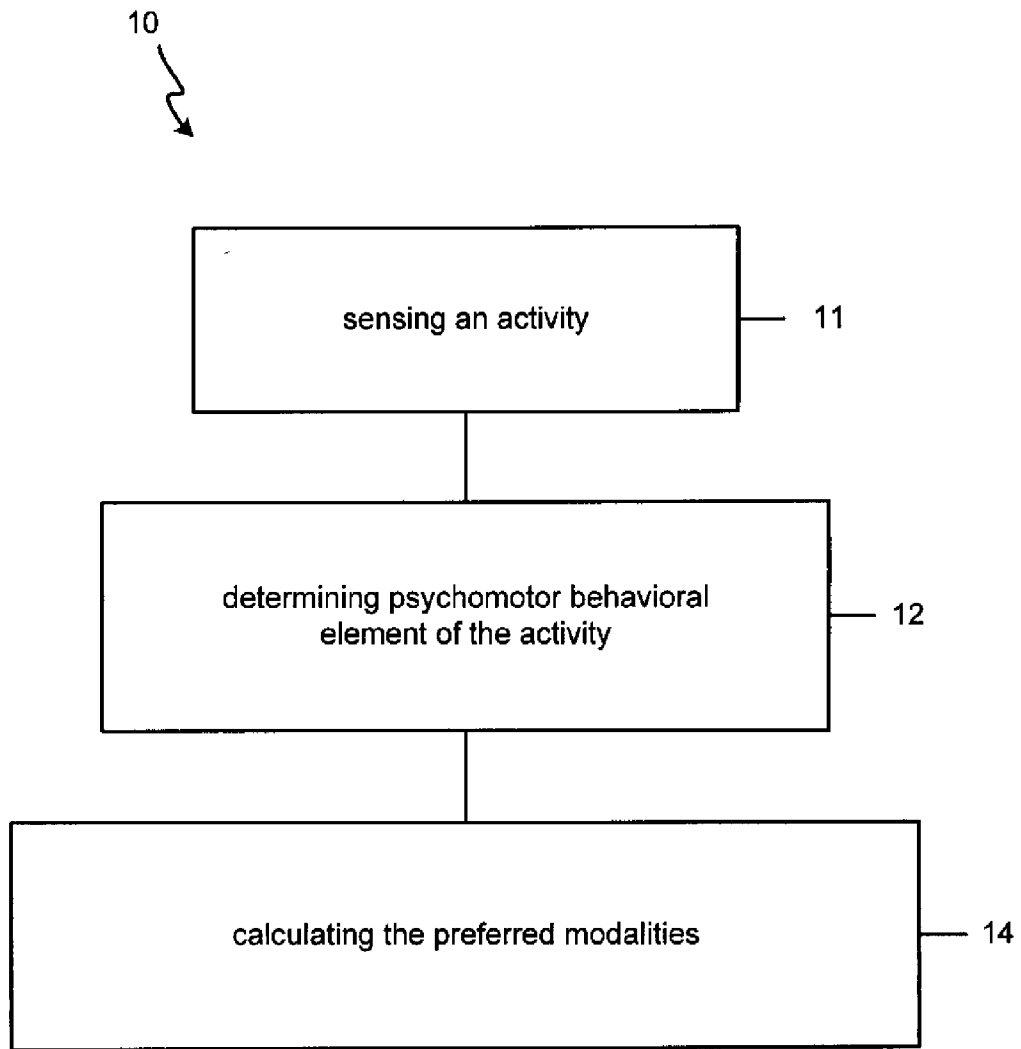 10
sensing an activity
11
determining psychomotor behavioral
element of the activity
12
calculating the preferred modalities
14